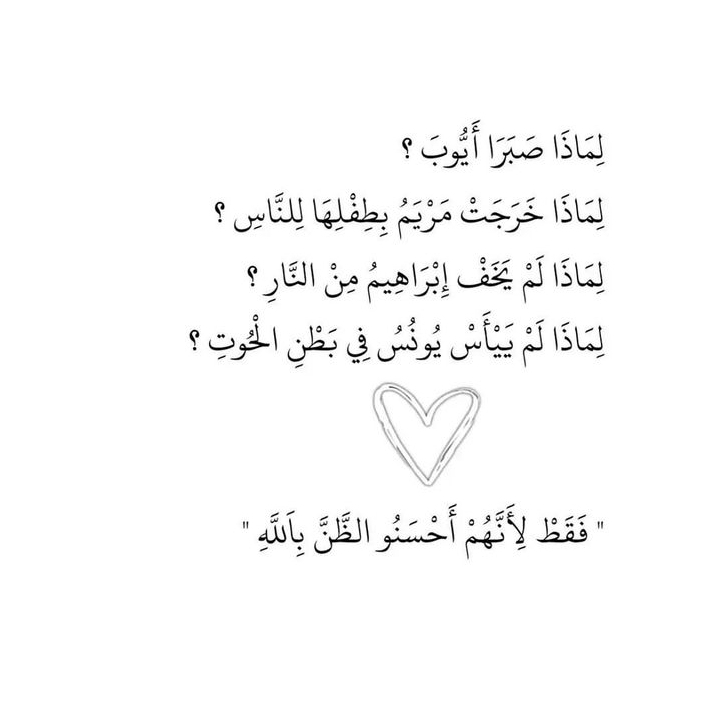 لِمَاذَا صَبَرَا أَيُّوبَ ؟
لِمَاذَا خَرَجَتْ مَرْيَمُ بِطِفْلِهَا لِلنَّاسِ ؟
لِمَاذَا لَمْ يَخَفْ إِبْرَاهِيمُ مِنْ النَّارِ ؟
لِمَاذَا لَمْ يَيْأَسْ يُونُسُ فِي بَطْنِ الْحُوتِ ؟
" فَقَطْ لِأَنَّهُمْ أَحْسَنُو الظَّنَّ بِاَللَّهِ "